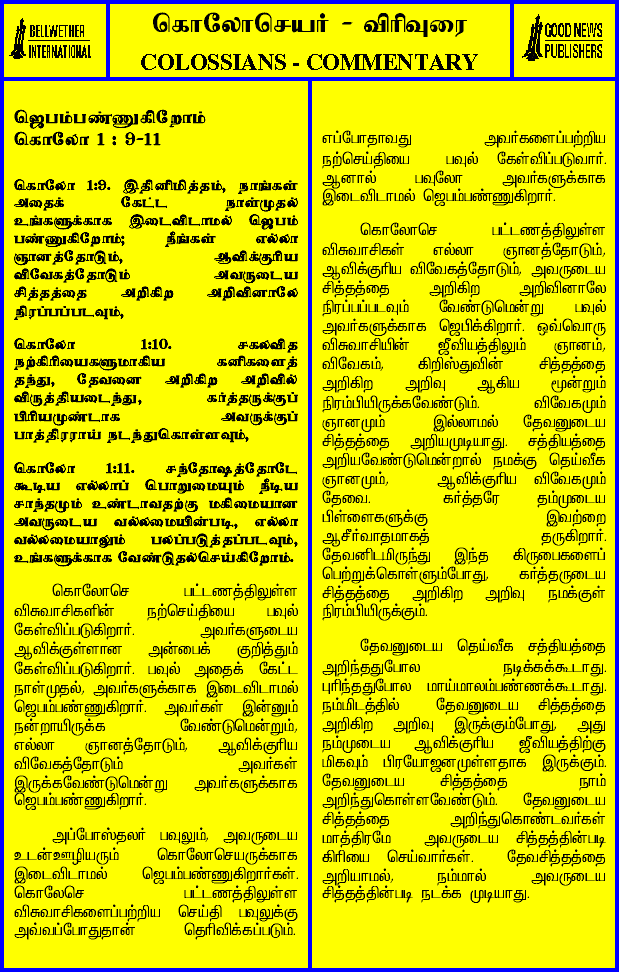 BELLWETHER
INTERNATIONAL
கொலோசெயர் - விரிவுரை
COLOSSIANS - COMMENTARY
GOOD NEWS
PUBLISHERS
ஜெபம்பண்ணுகிறோம்
கொலோ 1 : 9-11
கொலோ 1:9. இதினிமித்தம், நாங்கள்
அதைக் கேட்ட நாள்முதல்
உங்களுக்காக இடைவிடாமல் ஜெபம்
பண்ணுகிறோம்; நீங்கள் எல்லா
ஞானத்தோடும், ஆவிக்குரிய
விவேகத்தோடும் அவருடைய
சித்தத்தை அறிகிற அறிவினாலே
நிரப்பப்படவும்,
கொலோ 1:10. சகலவித
நற்கிரியைகளுமாகிய கனிகளைத்
தந்து, தேவனை அறிகிற அறிவில்
விருத்தியடைந்து, கர்த்தருக்குப்
பிரியமுண்டாக அவருக்குப்
பாத்திரராய் நடந்துகொள்ளவும்,
கொலோ 1:11. சந்தோஷத்தோடே
கூடிய எல்லாப் பொறுமையும் நீடிய
சாந்தமும் உண்டாவதற்கு மகிமையான
அவருடைய வல்லமையின்படி, எல்லா
வல்லமையாலும் பலப்படுத்தப்படவும்,
உங்களுக்காக வேண்டுதல்செய்கிறோம்.
கொலோசெ பட்டணத்திலுள்ள
விசுவாசிகளின் நற்செய்தியை பவுல்
கேள்விப்படுகிறார். அவர்களுடைய
ஆவிக்குள்ளான அன்பைக் குறித்தும்
கேள்விப்படுகிறார். பவுல் அதைக் கேட்ட
நாள்முதல், அவர்களுக்காக இடைவிடாமல்
ஜெபம்பண்ணுகிறார். அவர்கள் இன்னும்
நன்றாயிருக்க வேண்டுமென்றும்,
எல்லா ஞானத்தோடும், ஆவிக்குரிய
விவேகத்தோடும் அவர்கள்
இருக்கவேண்டுமென்று அவர்களுக்காக
ஜெபம்பண்ணுகிறார்.
அப்போஸ்தலர் பவுலும், அவருடைய
உடன்ஊழியரும் கொலோசெயருக்காக
இடைவிடாமல் ஜெபம்பண்ணுகிறார்கள்.
கொலேசெ பட்டணத்திலுள்ள
விசுவாசிகளைப்பற்றிய செய்தி பவுலுக்கு
அவ்வப்போதுதான் தெரிவிக்கப்படும்.
எப்போதாவது அவர்களைப்பற்றிய
நற்செய்தியை பவுல் கேள்விப்படுவார்.
ஆனால் பவுலோ அவர்களுக்காக
இடைவிடாமல் ஜெபம்பண்ணுகிறார்.
கொலோசெ பட்டணத்திலுள்ள
விசுவாசிகள் எல்லா ஞானத்தோடும்,
ஆவிக்குரிய விவேகத்தோடும், அவருடைய
சித்தத்தை அறிகிற அறிவினாலே
நிரப்பப்படவும் வேண்டுமென்று பவுல்
அவர்களுக்காக ஜெபிக்கிறார். ஒவ்வொரு
விசுவாசியின் ஜீவியத்திலும் ஞானம்,
விவேகம், கிறிஸ்துவின் சித்தத்தை
அறிகிற அறிவு ஆகிய மூன்றும்
நிரம்பியிருக்கவேண்டும். விவேகமும்
ஞானமும் இல்லாமல் தேவனுடைய
சித்தத்தை அறியமுடியாது. சத்தியத்தை
அறியவேண்டுமென்றால் நமக்கு தெய்வீக
ஞானமும், ஆவிக்குரிய விவேகமும்
தேவை. கர்த்தரே தம்முடைய
பிள்ளைகளுக்கு இவற்றை
ஆசீர்வாதமாகத் தருகிறார்.
தேவனிடமிருந்து இந்த கிருபைகளைப்
பெற்றுக்கொள்ளும்போது, கர்த்தருடைய
சித்தத்தை அறிகிற அறிவு நமக்குள்
நிரம்பியிருக்கும்.
தேவனுடைய தெய்வீக சத்தியத்தை
அறிந்ததுபோல நடிக்கக்கூடாது.
புரிந்ததுபோல மாய்மாலம்பண்ணக்கூடாது.
நம்மிடத்தில் தேவனுடைய சித்தத்தை
அறிகிற அறிவு இருக்கும்போது, அது
நம்முடைய ஆவிக்குரிய ஜீவியத்திற்கு
மிகவும் பிரயோஜனமுள்ளதாக இருக்கும்.
தேவனுடைய சித்தத்தை நாம்
அறிந்துகொள்ளவேண்டும். தேவனுடைய
சித்தத்தை அறிந்துகொண்டவர்கள்
மாத்திரமே அவருடைய சித்தத்தின்படி
கிரியை செய்வார்கள். தேவசித்தத்தை
அறியாமல், நம்மால் அவருடைய
சித்தத்தின்படி நடக்க முடியாது.